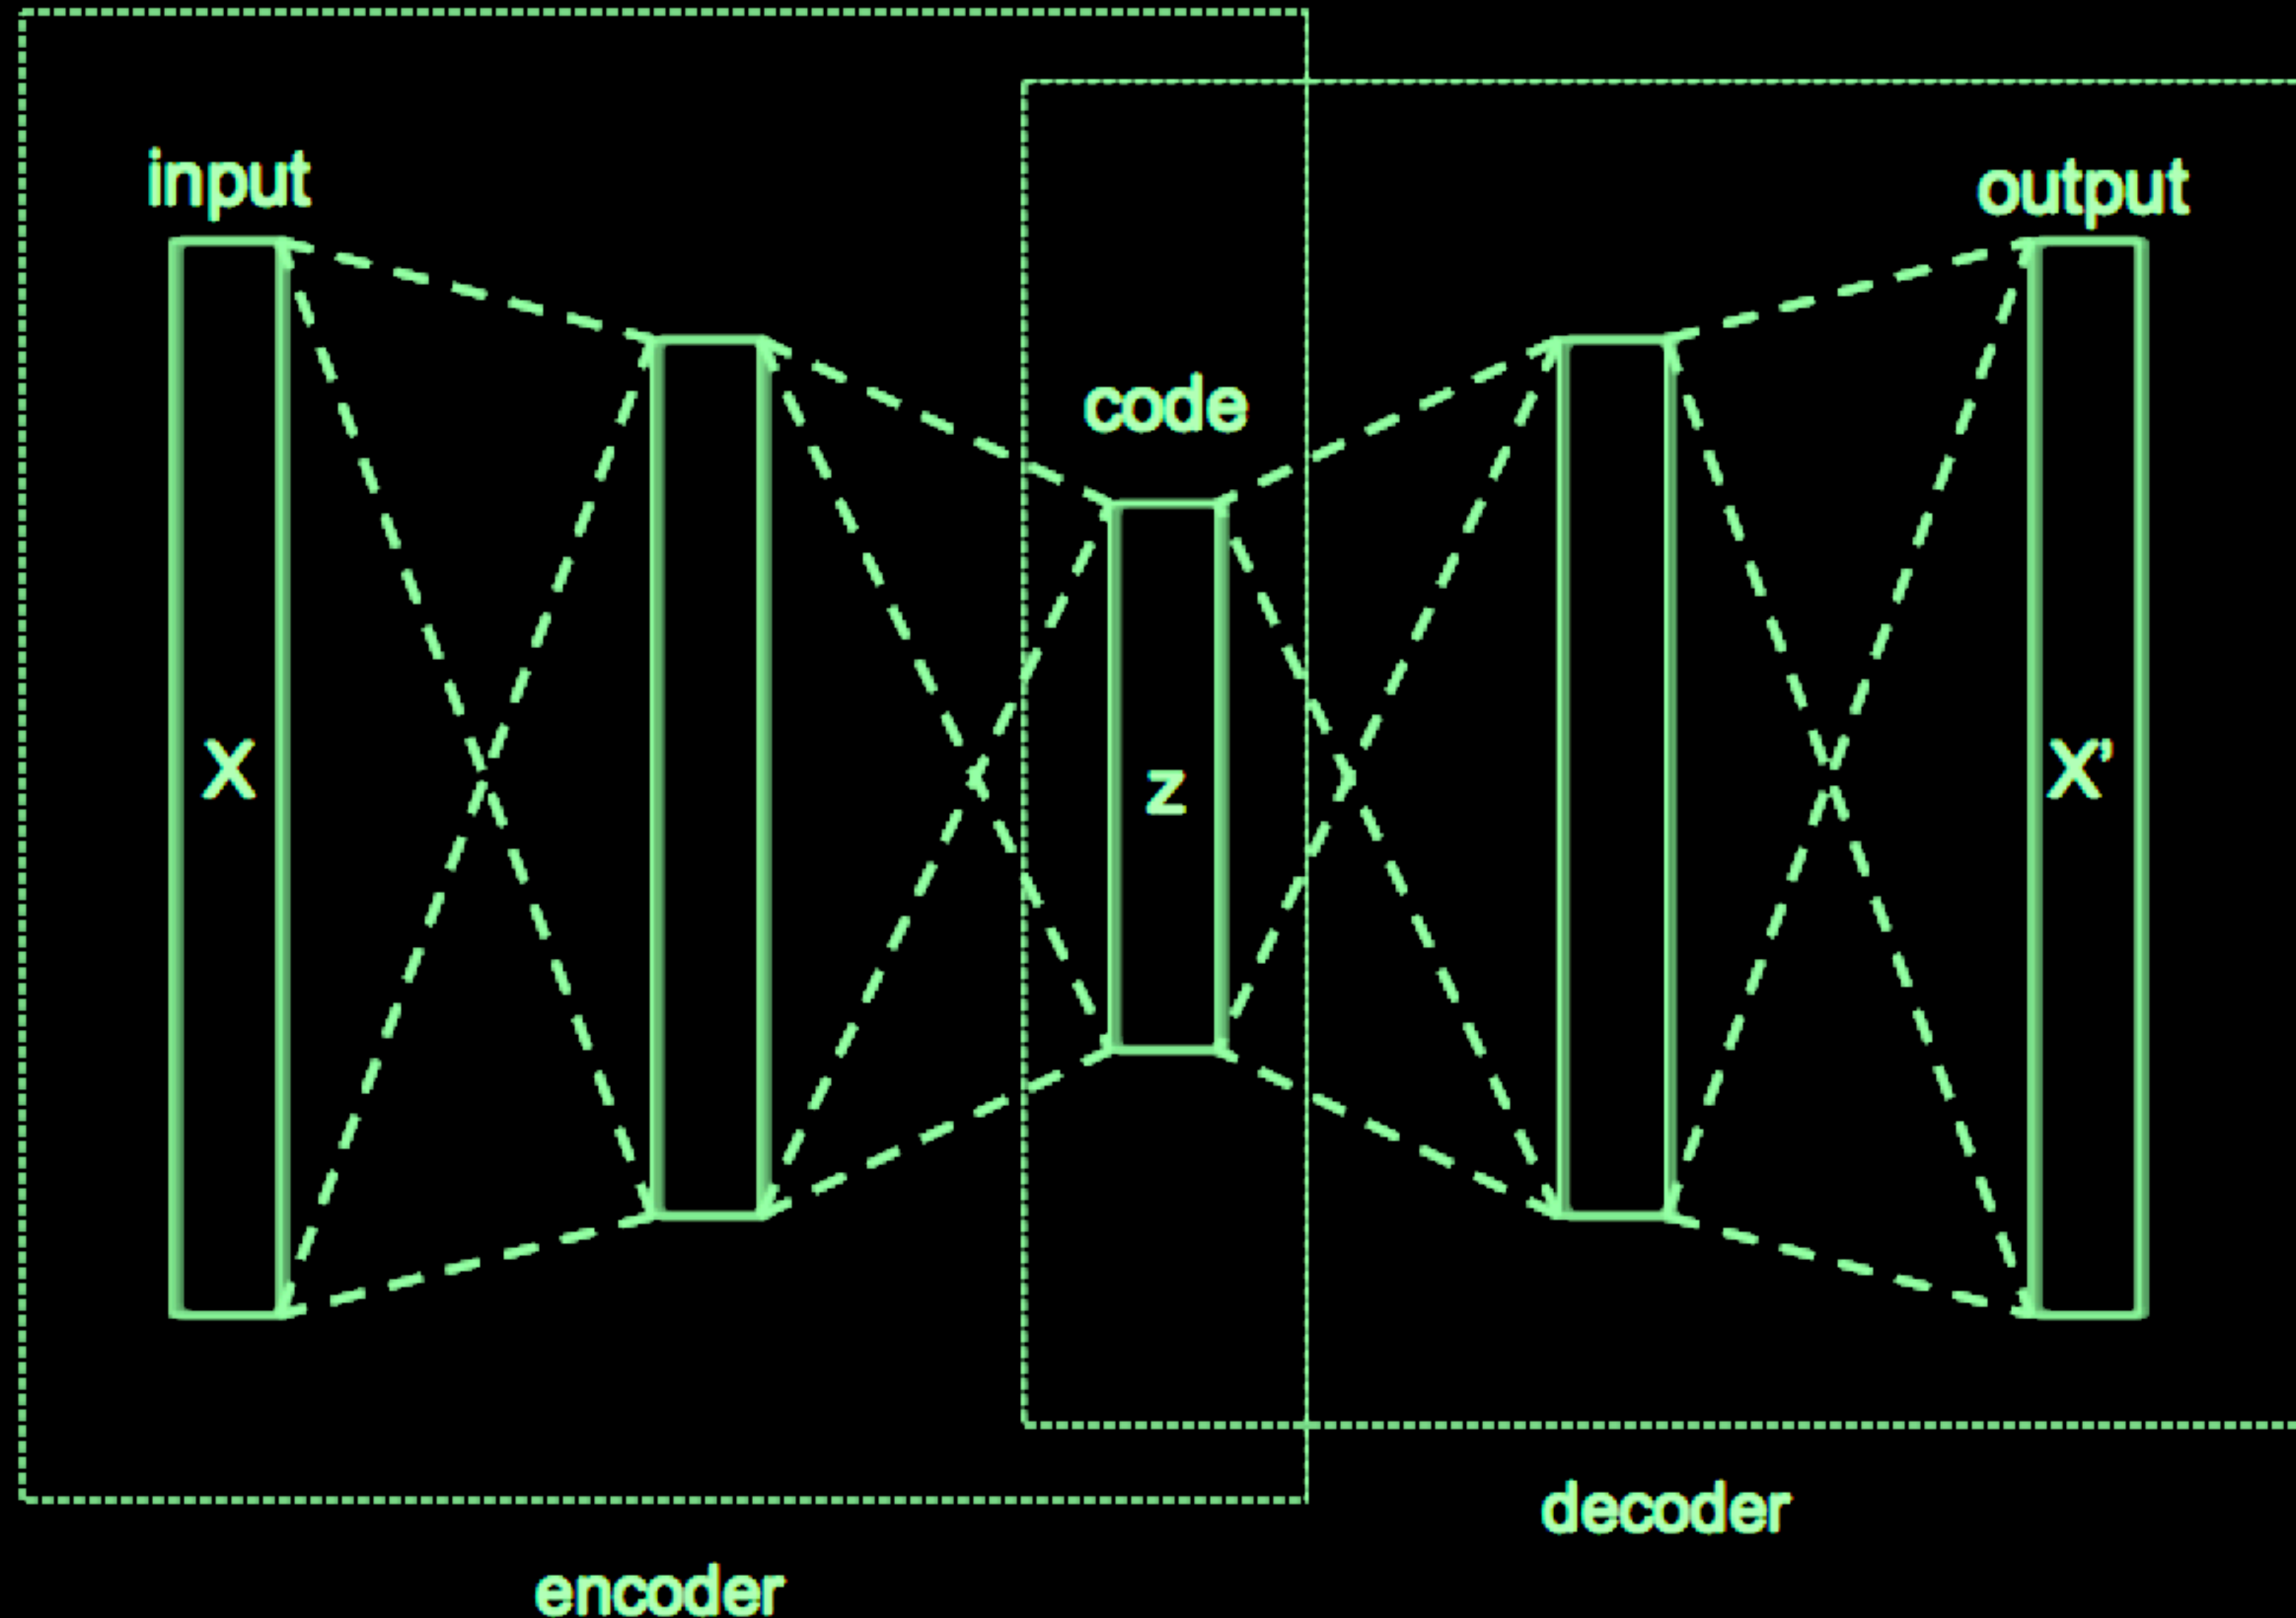 input
output
code
X
z
X'
decoder
encoder